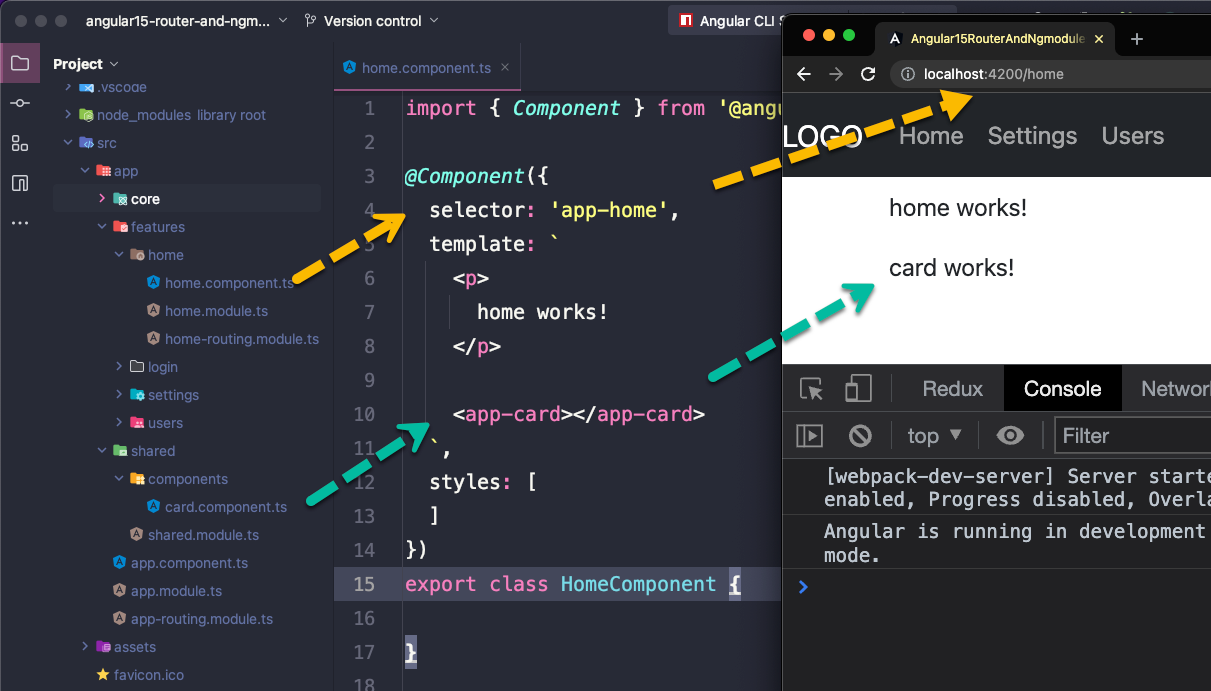 angular15-router-and-ngm...
Version control
Angular CLI
Project
.vscode
node_modules library root
src
app
core
features
home
home.component.ts
home.module.ts
home-routing.module.ts
login
settings
users
shared
components
card.component.ts
shared.module.ts
app.component.ts
app.module.ts
app-routing.module.ts
assets
favicon.ico
home.component.ts
1 import { Component } from '@angu
2
3 @Component({
4 selector: 'app-home',
5 template: `
6 <p>
7 home works!
8 </p>
9
10 <app-card></app-card>
11 `,
12 styles: [
13 ]
14 })
15 export class HomeComponent {
16
17 }
18
Angular15RouterAndNgmodule
localhost:4200/home
LOGO Home Settings Users
home works!
card works!
Redux Console Network
top Filter
[webpack-dev-server] Server starte
enabled, Progress disabled, Overla
Angular is running in development
mode.